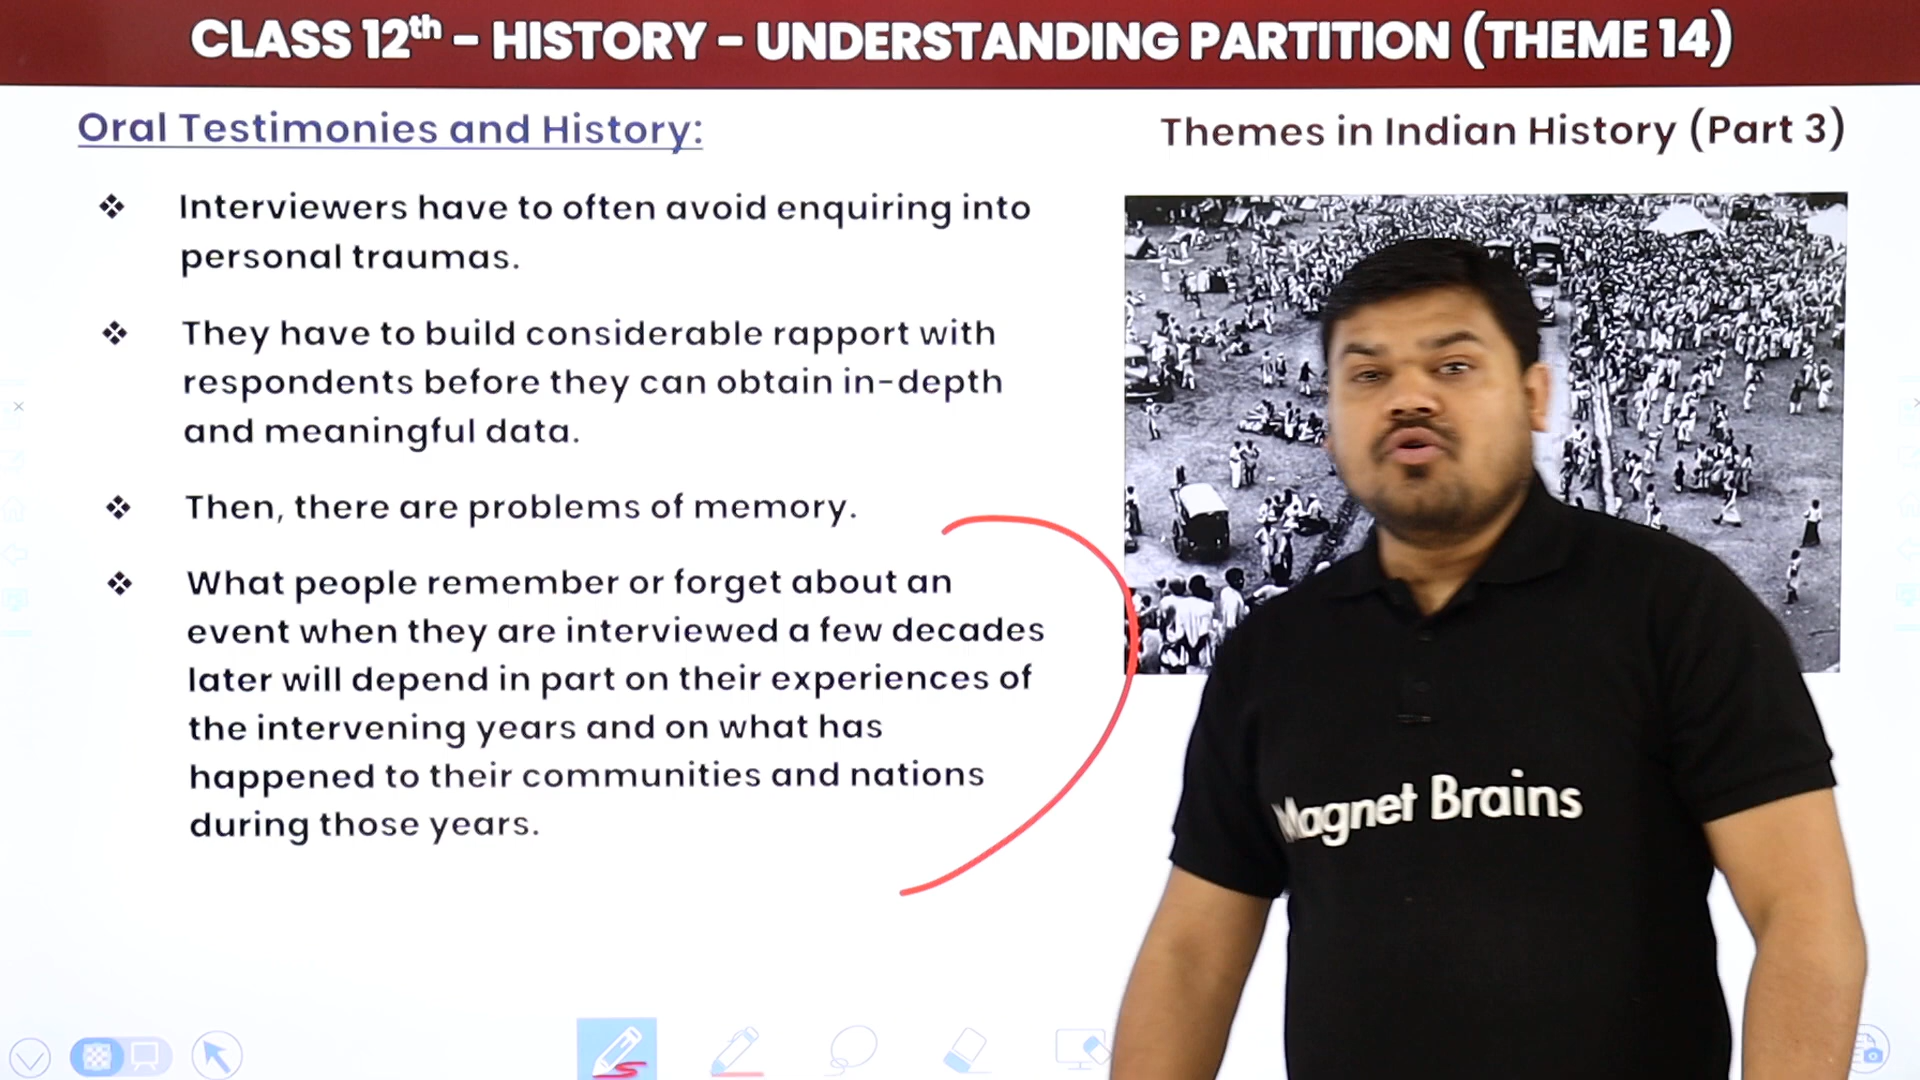 CLASS 12th - HISTORY - UNDERSTANDING PARTITION (THEME 14)
Oral Testimonies and History:
Themes in Indian History (Part 3)
❖ Interviewers have to often avoid enquiring into
personal traumas.
❖ They have to build considerable rapport with
respondents before they can obtain in-depth
and meaningful data.
❖ Then, there are problems of memory.
❖ What people remember or forget about an
event when they are interviewed a few decades
later will depend in part on their experiences of
the intervening years and on what has
happened to their communities and nations
during those years.
Magnet Brains